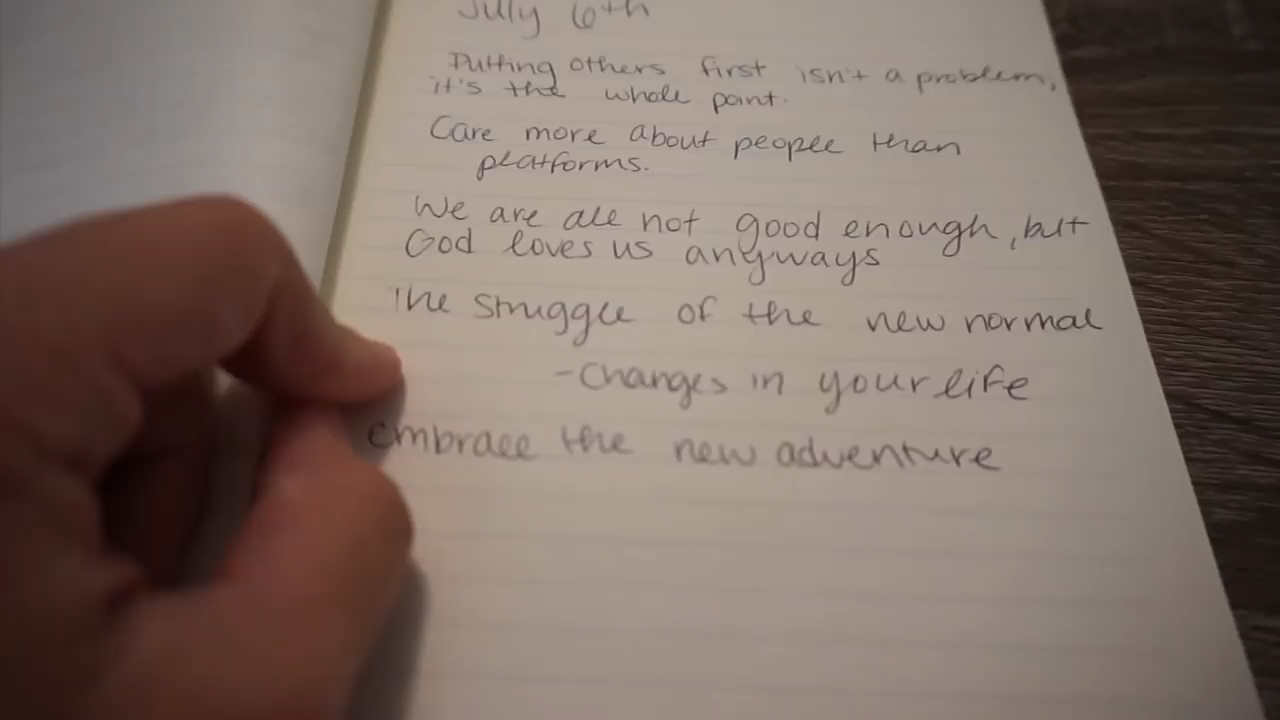 July 6th
Putting others first isn't a problem,
it's the whole point.
Care more about people than
platforms.
We are all not good enough, but
God loves us anyways
The struggle of the new normal
-Changes in your life
embrace the new adventure